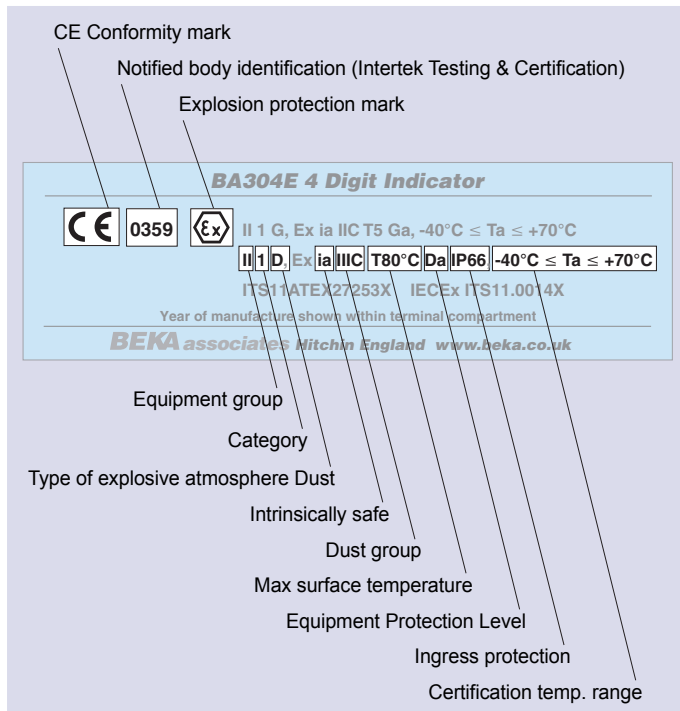 CE Conformity mark
Notified body identification (Intertek Testing & Certification)
Explosion protection mark
BA304E 4 Digit Indicator
CE 0359 Ex II 1 G, Ex ia IIC T5 Ga, -40°C ≤ Ta ≤ +70°C
II 1 D, Ex ia IIIC T80°C Da IP66, -40°C ≤ Ta ≤ +70°C
ITS11ATEX27253X IECEx ITS11.0014X
Year of manufacture shown within terminal compartment
BEKA associates Hitchin England www.beka.co.uk
Equipment group
Category
Type of explosive atmosphere Dust
Intrinsically safe
Dust group
Max surface temperature
Equipment Protection Level
Ingress protection
Certification temp. range